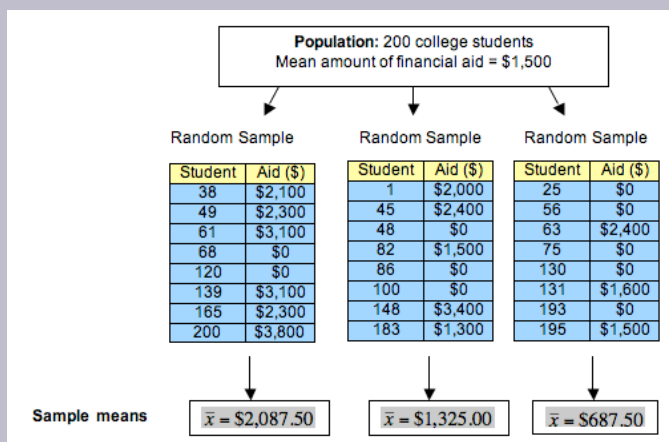 Population: 200 college students
Mean amount of financial aid = $1,500
Random Sample
Student Aid ($)
38 $2,100
49 $2,300
61 $3,100
68 $0
120 $0
139 $3,100
165 $2,300
200 $3,800
Random Sample
Student Aid ($)
1 $2,000
45 $2,400
48 $0
82 $1,500
86 $0
100 $0
148 $3,400
183 $1,300
Random Sample
Student Aid ($)
25 $0
56 $0
63 $2,400
75 $0
130 $0
131 $1,600
193 $0
195 $1,500
Sample means x̄ = $2,087.50 x̄ = $1,325.00 x̄ = $687.50